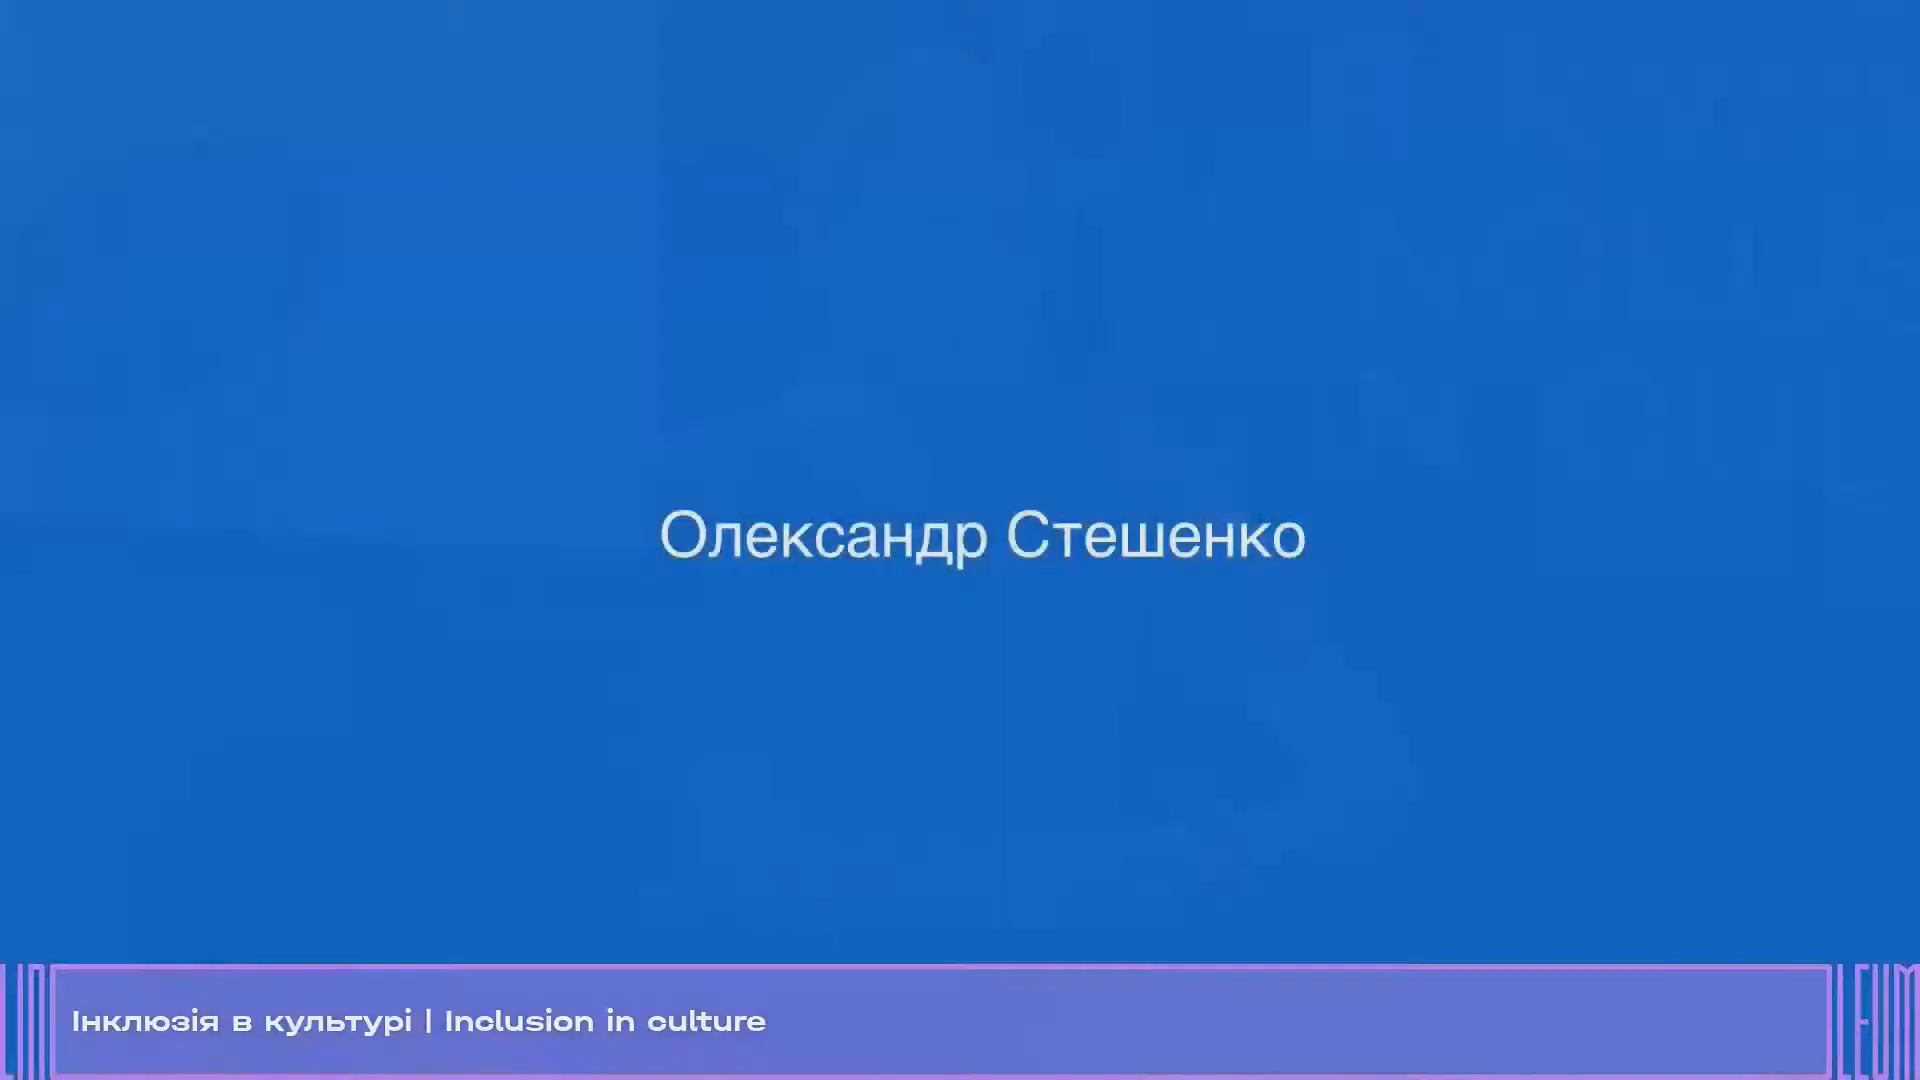 Олександр Стешенко
Інклюзія в культурі | Inclusion in culture